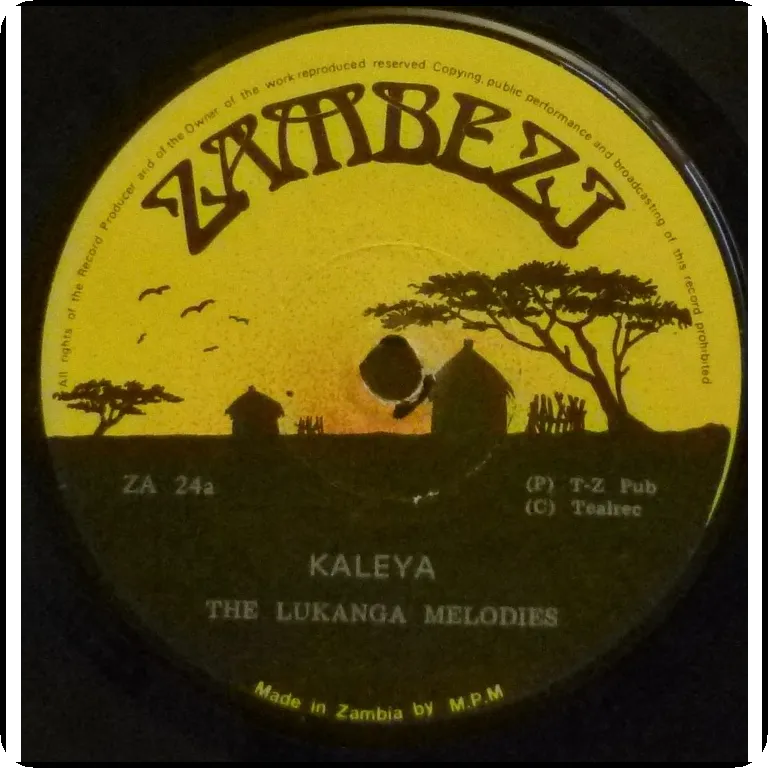 All rights of the Record Producer and of the Owner of the work reproduced reserved Copying, public performance and broadcasting of this record prohibited
ZAMBEZI
ZA 24a
(P) T-Z Pub
(C) Tealrec
KALEYA
THE LUKANGA MELODIES
Made in Zambia by M.P.M